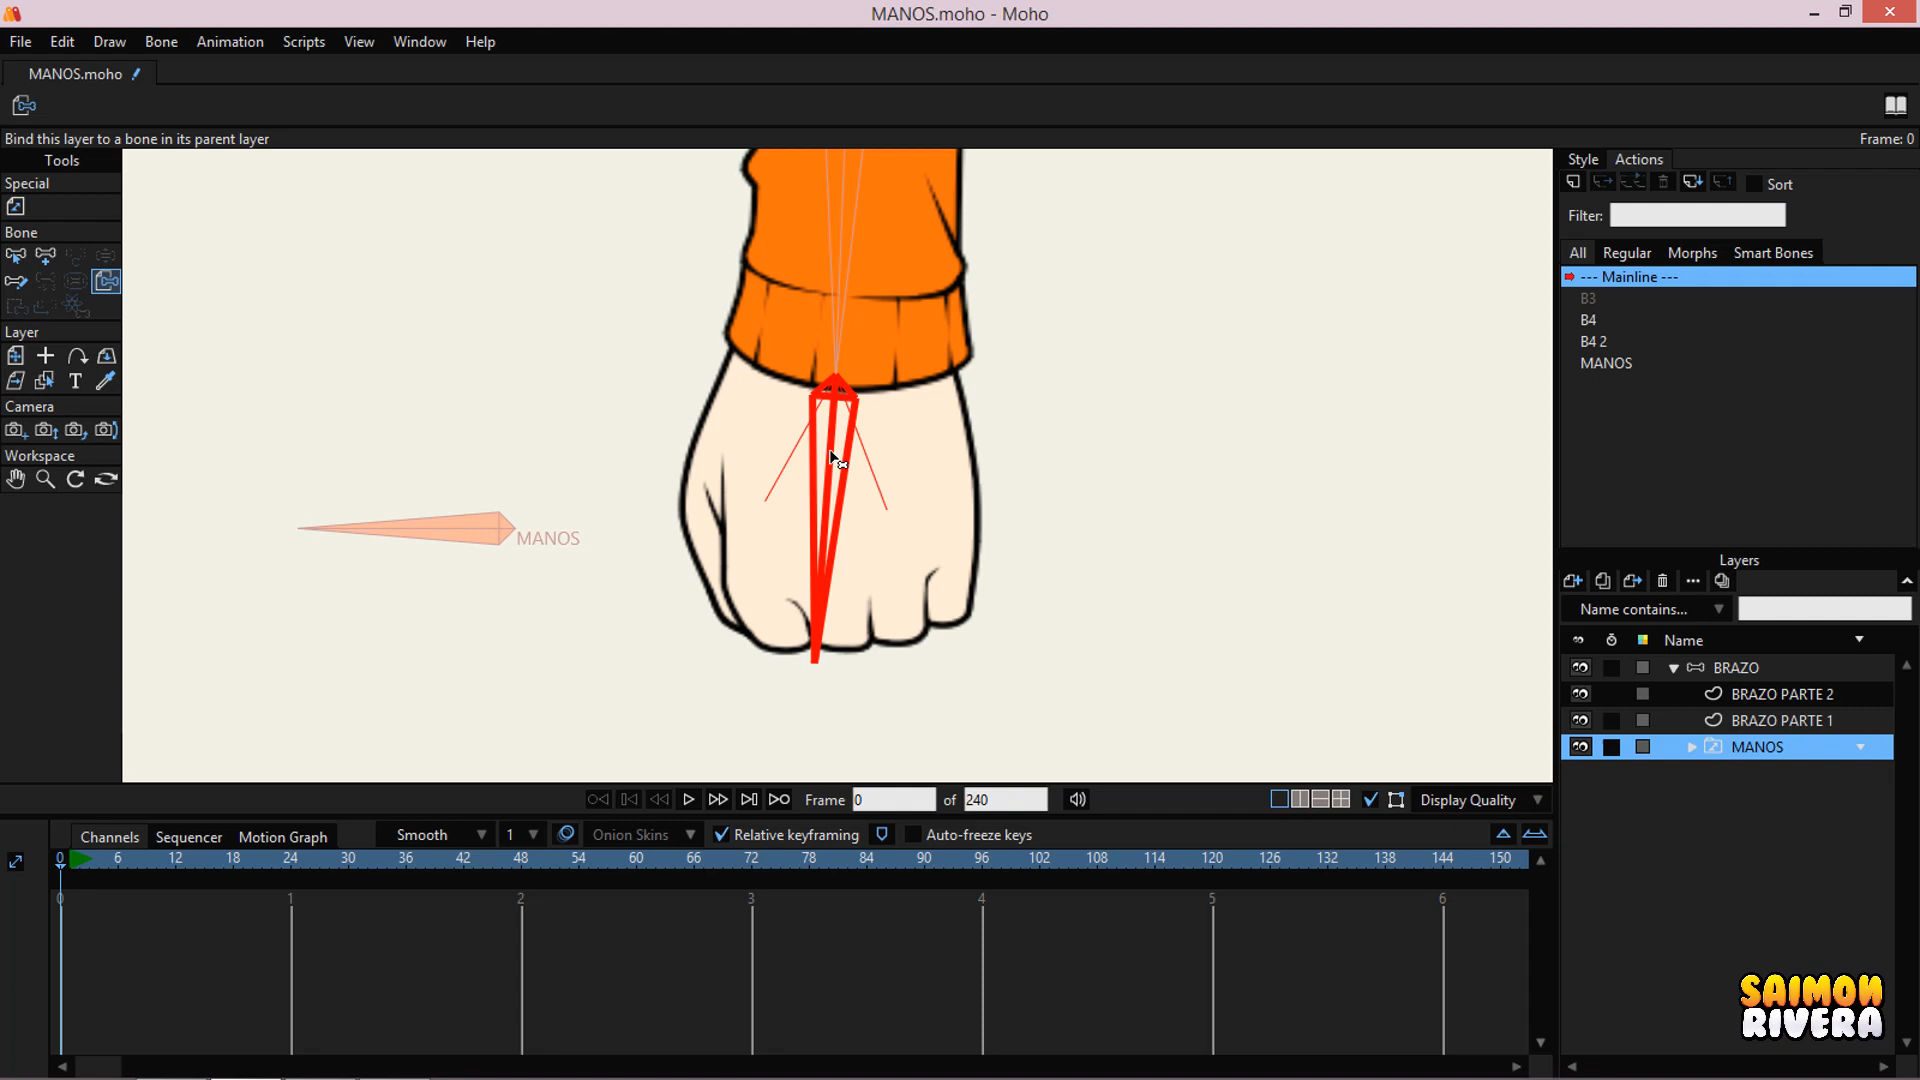 MANOS.moho - Moho
File Edit Draw Bone Animation Scripts View Window Help
MANOS.moho
Bind this layer to a bone in its parent layer
Frame: 0
Tools
Special
Bone
Layer
T
Camera
Workspace
MANOS
Style Actions
Sort
Filter:
All Regular Morphs Smart Bones
--- Mainline ---
B3
B4
B4 2
MANOS
Layers
Name contains...
Name
BRAZO
BRAZO PARTE 2
BRAZO PARTE 1
MANOS
Frame 0 of 240
Display Quality
Channels Sequencer Motion Graph Smooth 1 Onion Skins Relative keyframing Auto-freeze keys
0 6 12 18 24 30 36 42 48 54 60 66 72 78 84 90 96 102 108 114 120 126 132 138 144 150
0 1 2 3 4 5 6
SAIMON
RIVERA